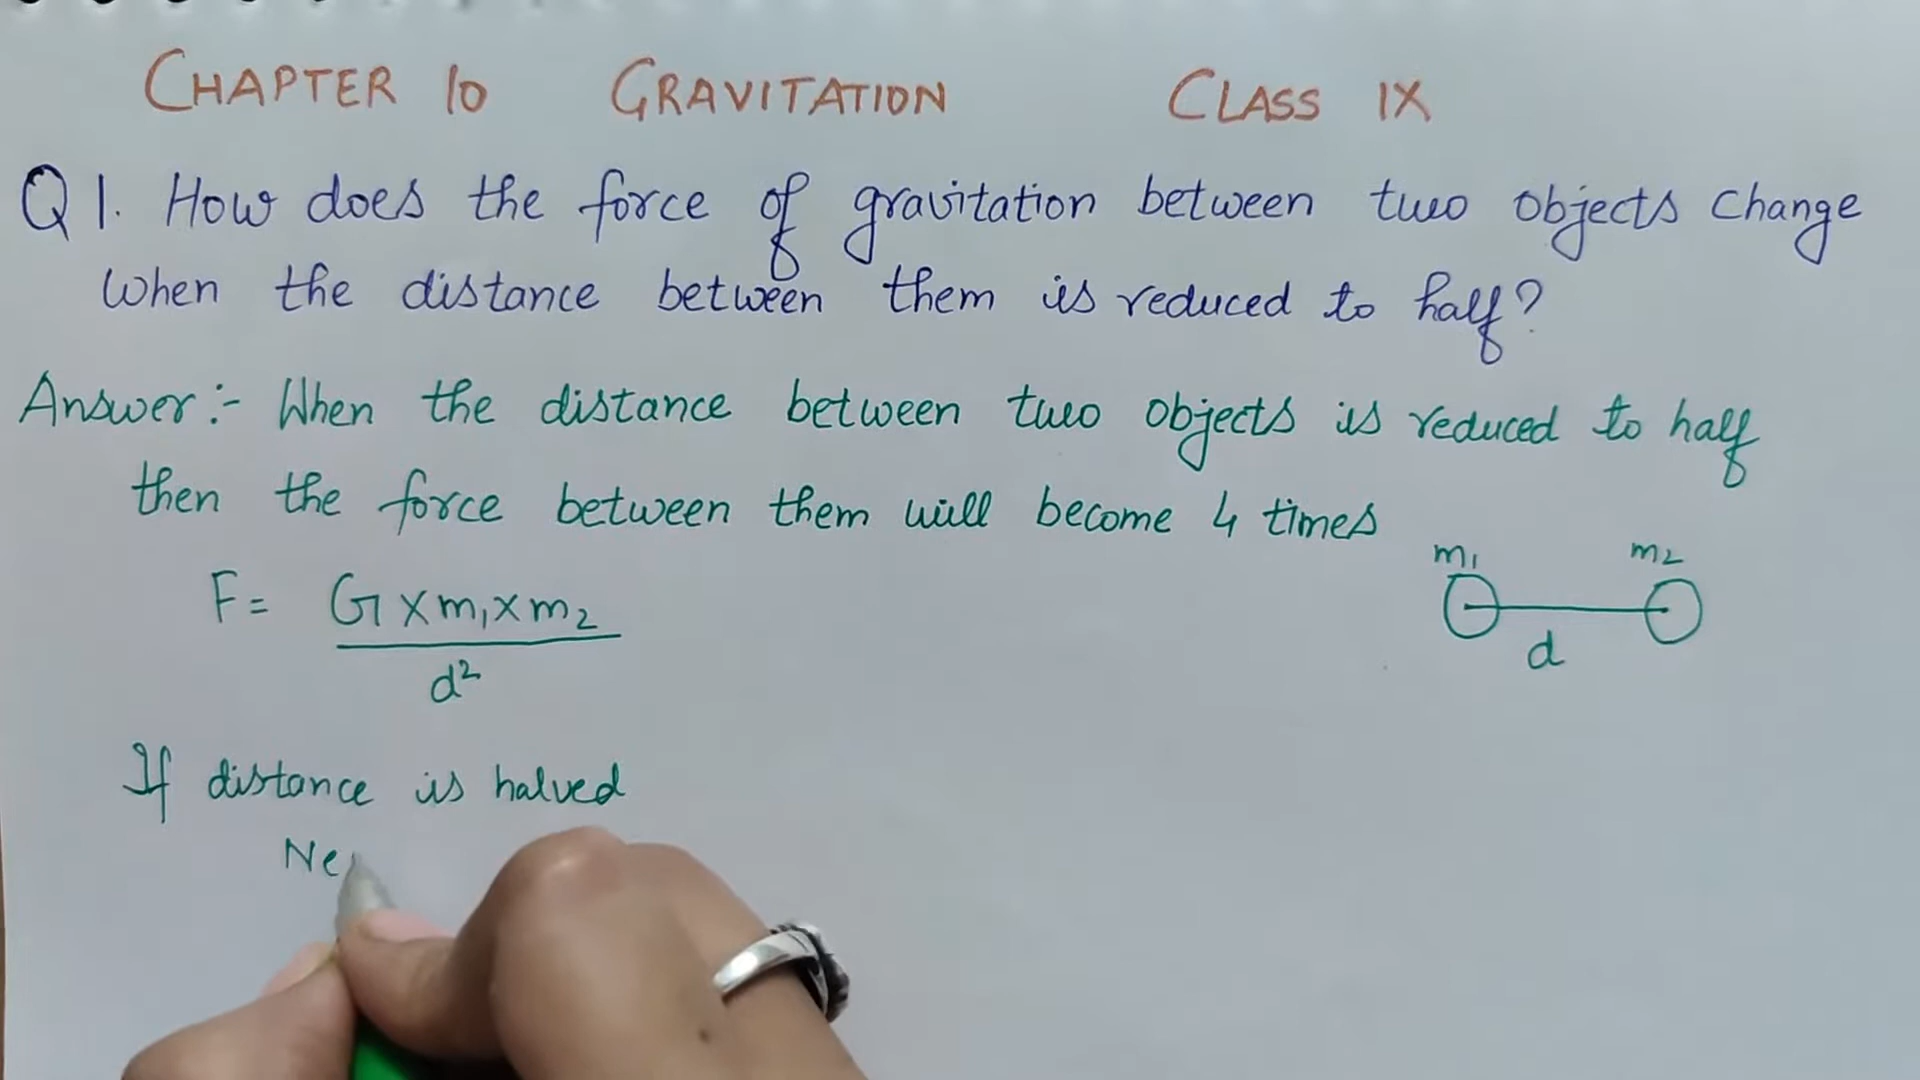 CHAPTER 10 GRAVITATION CLASS IX
Q1. How does the force of gravitation between two objects change
when the distance between them is reduced to half?
Answer :- When the distance between two objects is reduced to half
then the force between them will become 4 times
m₁ m₂
F = G × m₁ × m₂
d
d²
If distance is halved
Ne